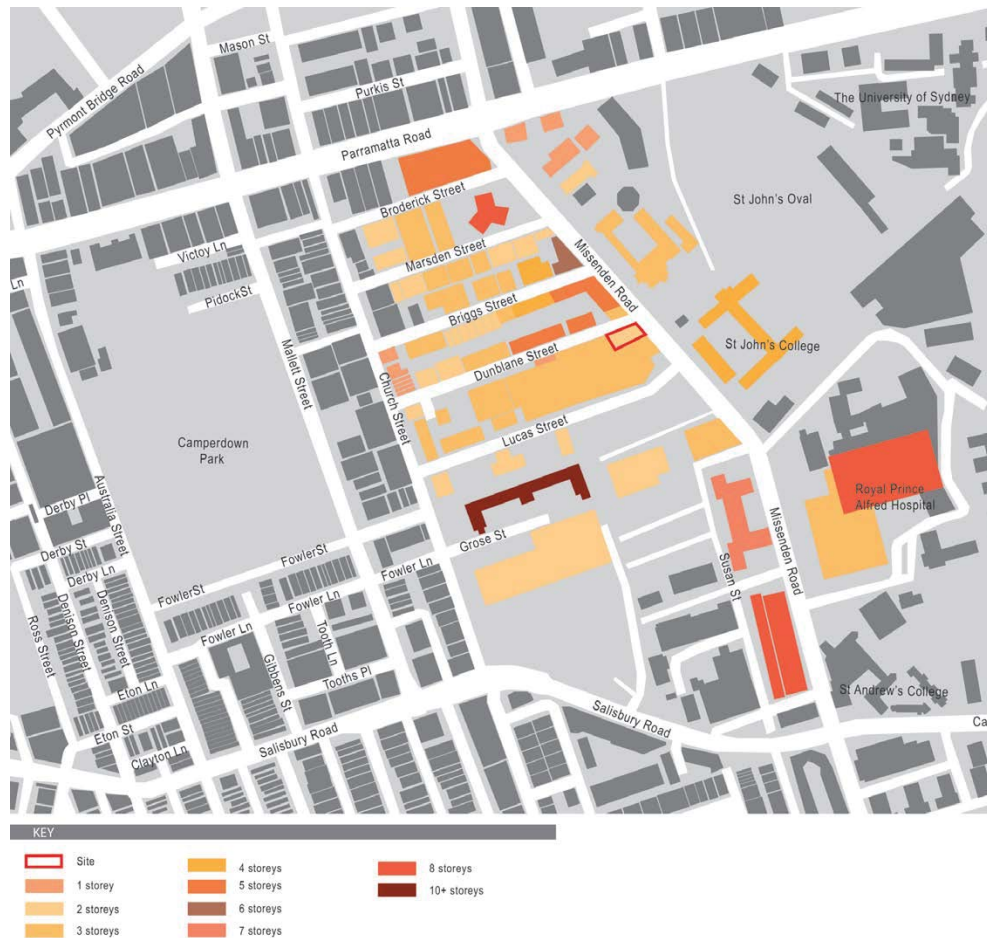 Mason St
Purkis St
Pyrmont Bridge Road
The University of Sydney
Parramatta Road
Broderick Street
St John's Oval
Victoy Ln
Marsden Street
Missenden Road
Ln
PidockSt
Briggs Street
St John's College
Mallett Street
Dunblane Street
Church Street
Lucas Street
Camperdown
Park
Royal Prince
Alfred Hospital
Derby Pl
Australia Street
Grose St
Missenden Road
Derby St
FowlerSt
Fowler Ln
Susan St
Derby Ln
FowlerSt
Fowler Ln
Ross Street
Denison Street
Denison Street
Fowler Ln
Tooth Ln
Gibbens St
Tooths Pl
Eton Ln
St Andrew's College
Eton St
Salisbury Road
Salisbury Road
Ca
Clayton Ln
KEY
Site
1 storey
2 storeys
3 storeys
4 storeys
5 storeys
6 storeys
7 storeys
8 storeys
10+ storeys